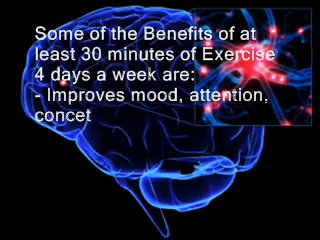 Some of the Benefits of at
least 30 minutes of Exercise
4 days a week are:
- Improves mood, attention,
concet